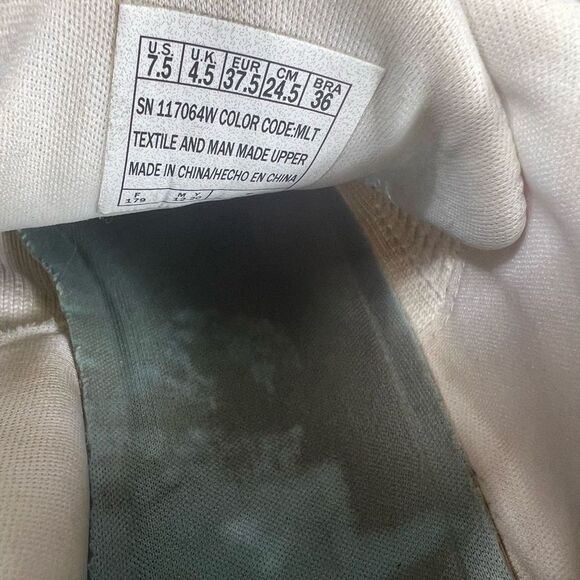 U.S. U.K. EUR CM BRA
7.5 4.5 37.5 24.5 36
SN 117064W COLOR CODE:MLT
TEXTILE AND MAN MADE UPPER
MADE IN CHINA/HECHO EN CHINA
F M Y
179